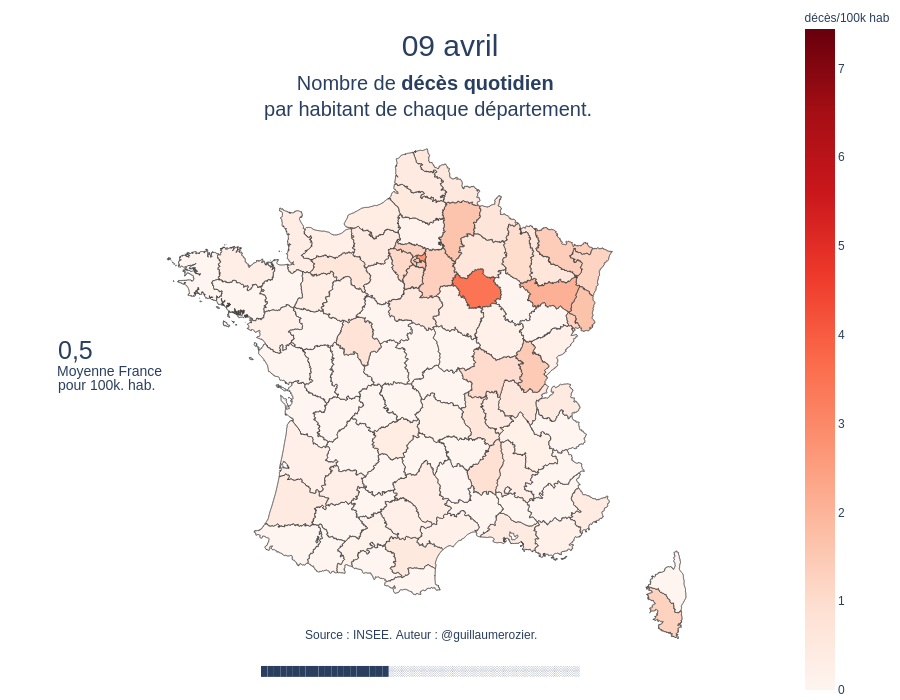 décès/100k hab
09 avril
Nombre de décès quotidien
par habitant de chaque département.
7
6
5
4
3
2
1
0
0,5
Moyenne France
pour 100k. hab.
Source : INSEE. Auteur : @guillaumerozier.